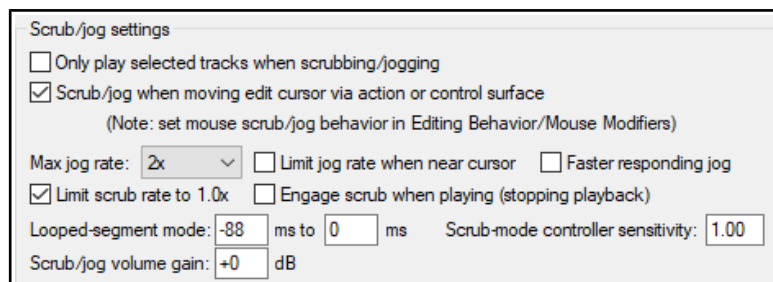 Scrub/jog settings
Only play selected tracks when scrubbing/jogging
Scrub/jog when moving edit cursor via action or control surface
(Note: set mouse scrub/jog behavior in Editing Behavior/Mouse Modifiers)
Max jog rate: 2x Limit jog rate when near cursor Faster responding jog
Limit scrub rate to 1.0x Engage scrub when playing (stopping playback)
Looped-segment mode: -88 ms to 0 ms Scrub-mode controller sensitivity: 1.00
Scrub/jog volume gain: +0 dB